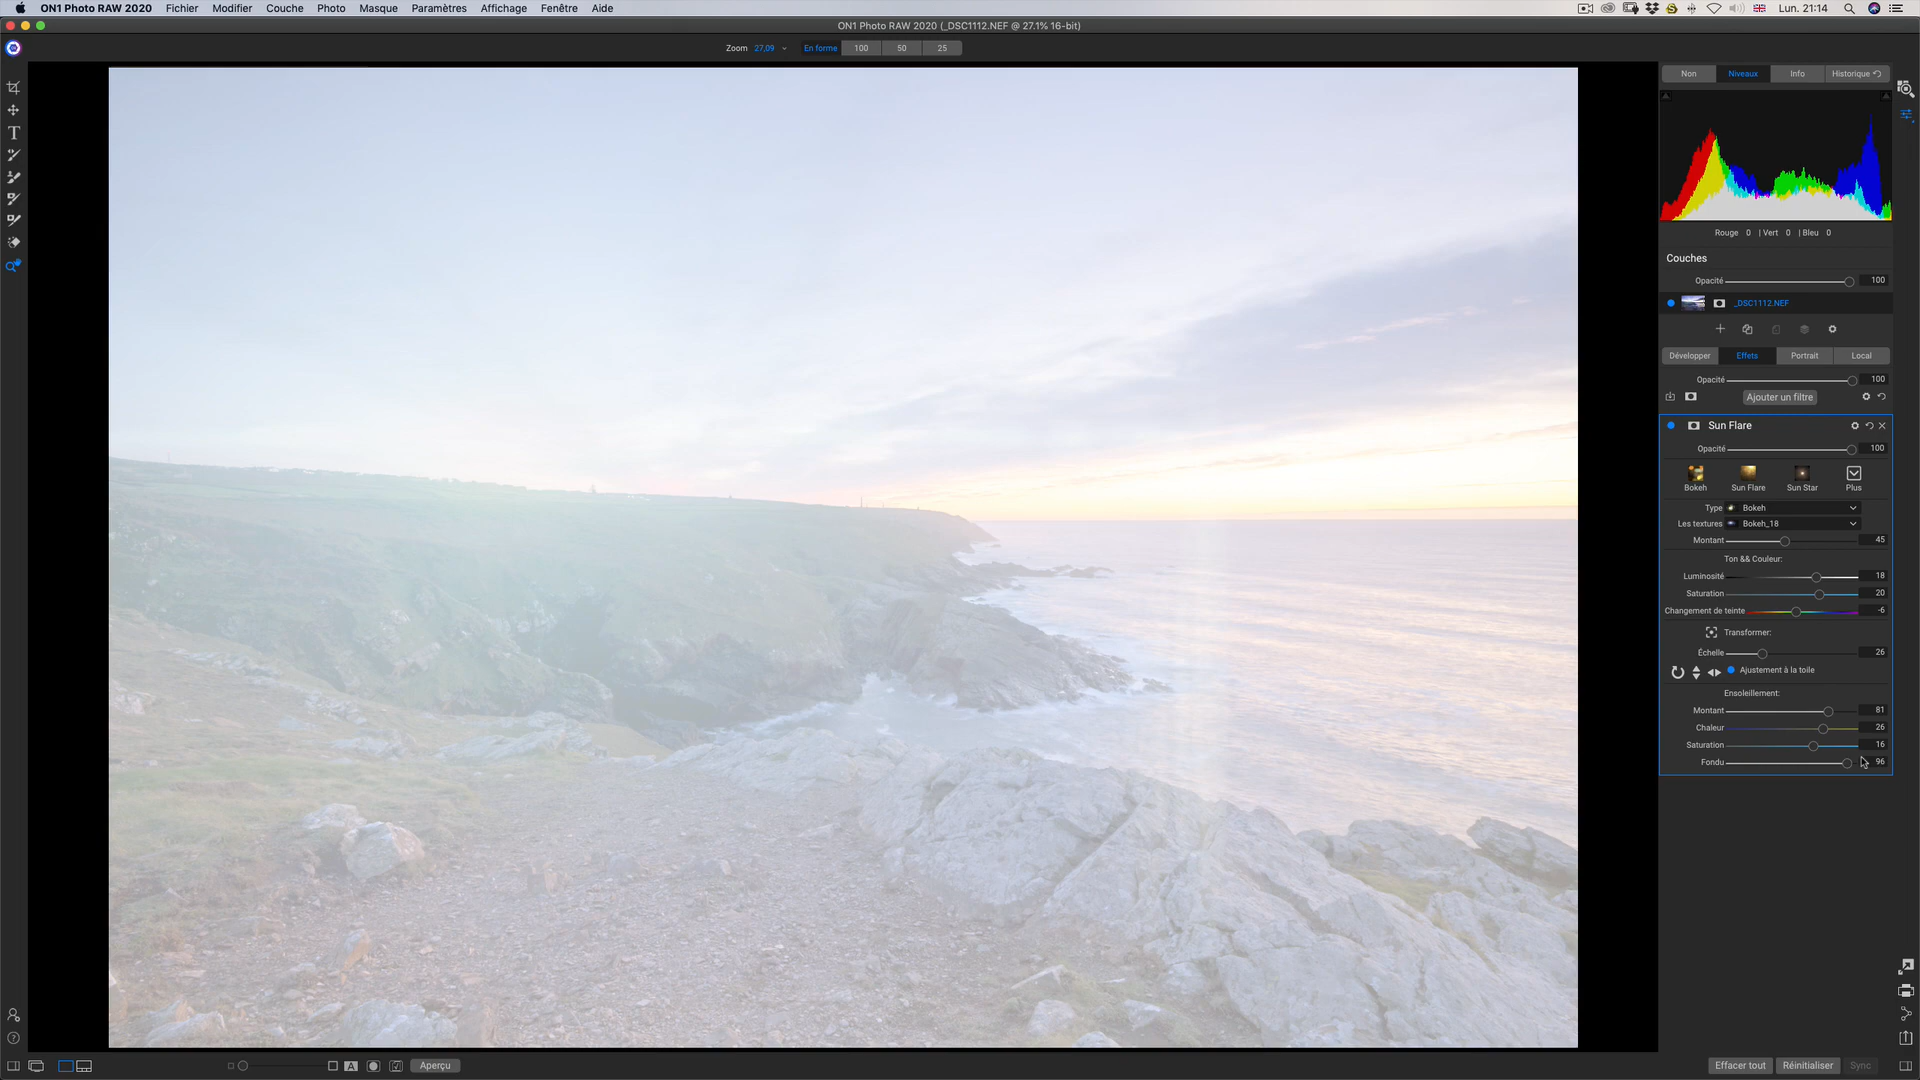 ON1 Photo RAW 2020 Fichier Modifier Couche Photo Masque Paramètres Affichage Fenêtre Aide Lun. 21:14
ON1 Photo RAW 2020 (_DSC1112.NEF @ 27.1% 16-bit)
Zoom 27,09 En forme 100 50 25
Non Niveaux Info Historique
Rouge 0 | Vert 0 | Bleu 0
Couches
Opacité 100
_DSC1112.NEF
Développer Effets Portrait Local
Opacité 100
Ajouter un filtre
Sun Flare
Opacité 100
Bokeh Sun Flare Sun Star Plus
Type Bokeh
Les textures Bokeh_18
Montant 45
Ton && Couleur:
Luminosité 18
Saturation 20
Changement de teinte -6
Transformer:
Échelle 26
Ajustement à la toile
Ensoleillement:
Montant 81
Chaleur 26
Saturation 16
Fondu 96
A Aperçu Effacer tout Réinitialiser Sync